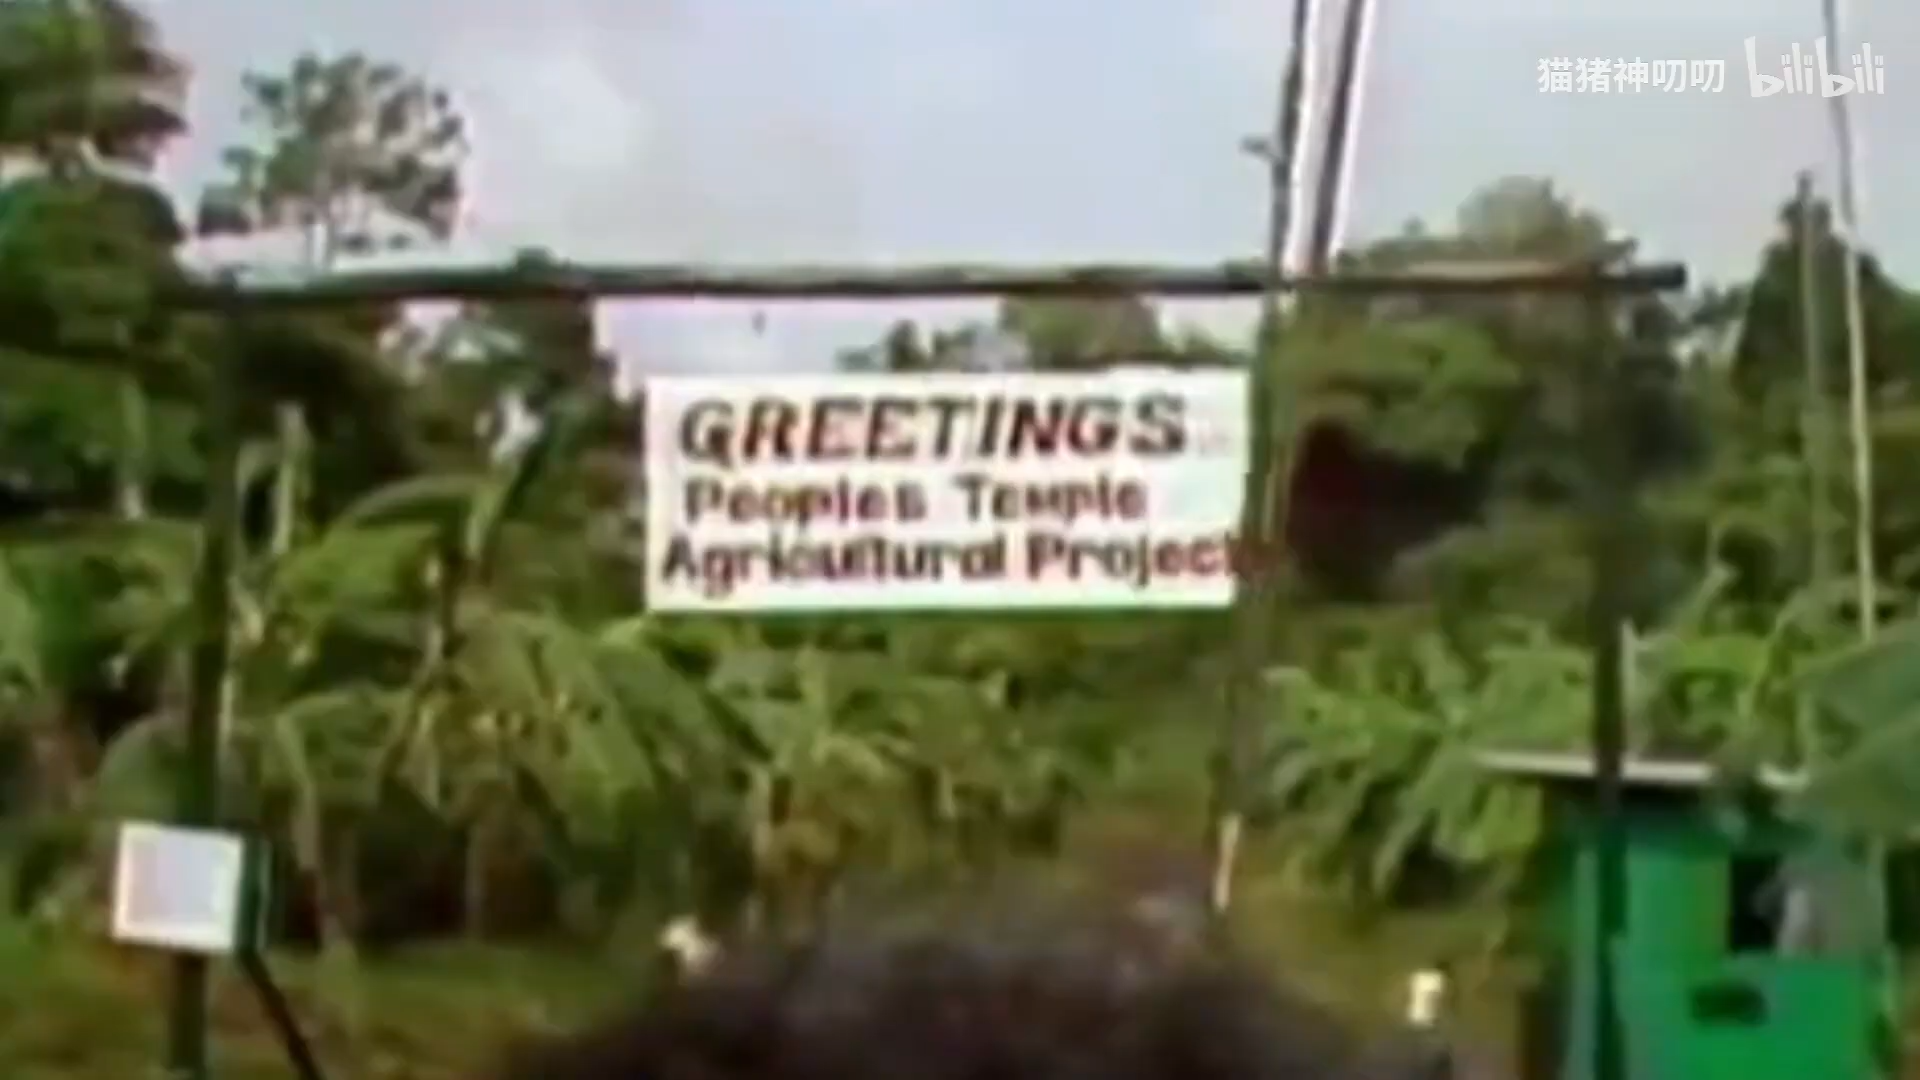 猫猪神叨叨 bilibili
GREETINGS
Peoples Temple
Agricultural Project